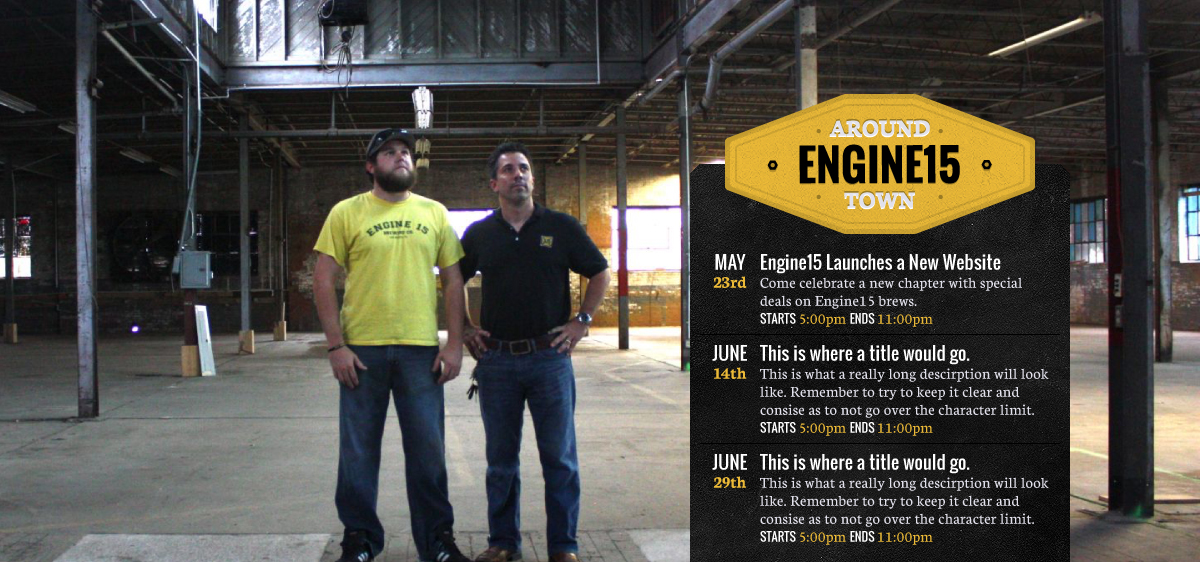 ENGINE 15
AROUND
ENGINE15
TOWN
MAY
23rd
Engine15 Launches a New Website
Come celebrate a new chapter with special
deals on Engine15 brews.
STARTS 5:00pm ENDS 11:00pm
JUNE
14th
This is where a title would go.
This is what a really long descirption will look
like. Remember to try to keep it clear and
consise as to not go over the character limit.
STARTS 5:00pm ENDS 11:00pm
JUNE
29th
This is where a title would go.
This is what a really long descirption will look
like. Remember to try to keep it clear and
consise as to not go over the character limit.
STARTS 5:00pm ENDS 11:00pm